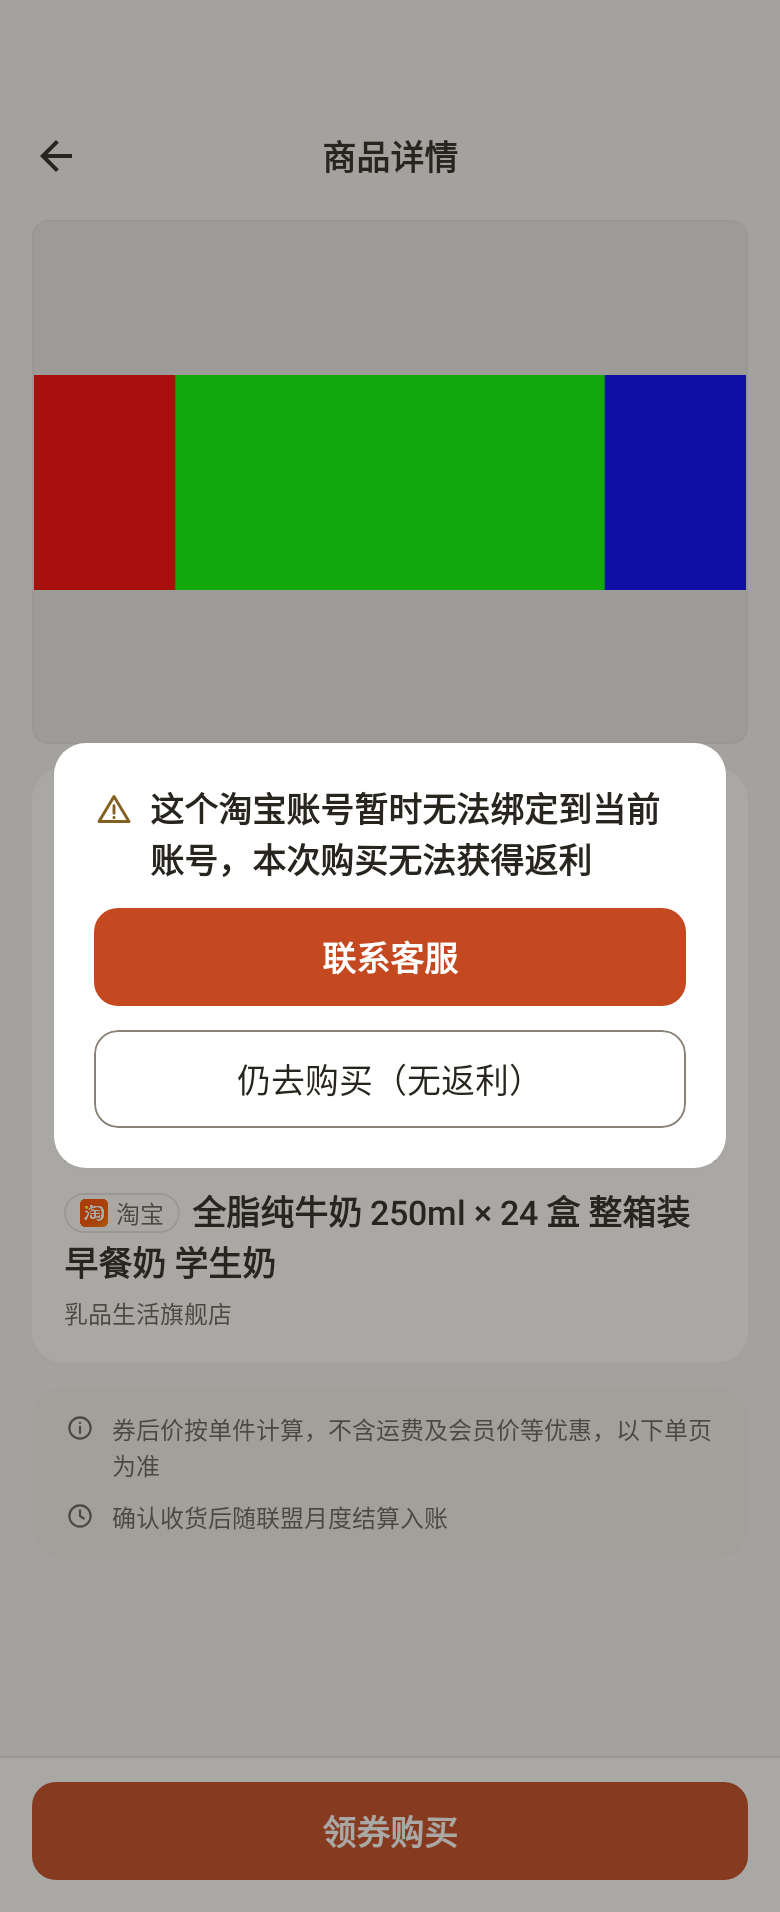 商品详情
这个淘宝账号暂时无法绑定到当前
账号，本次购买无法获得返利
联系客服
仍去购买（无返利）
淘 淘宝 全脂纯牛奶 250ml × 24 盒 整箱装
早餐奶 学生奶
乳品生活旗舰店
券后价按单件计算，不含运费及会员价等优惠，以下单页
为准
确认收货后随联盟月度结算入账
领券购买